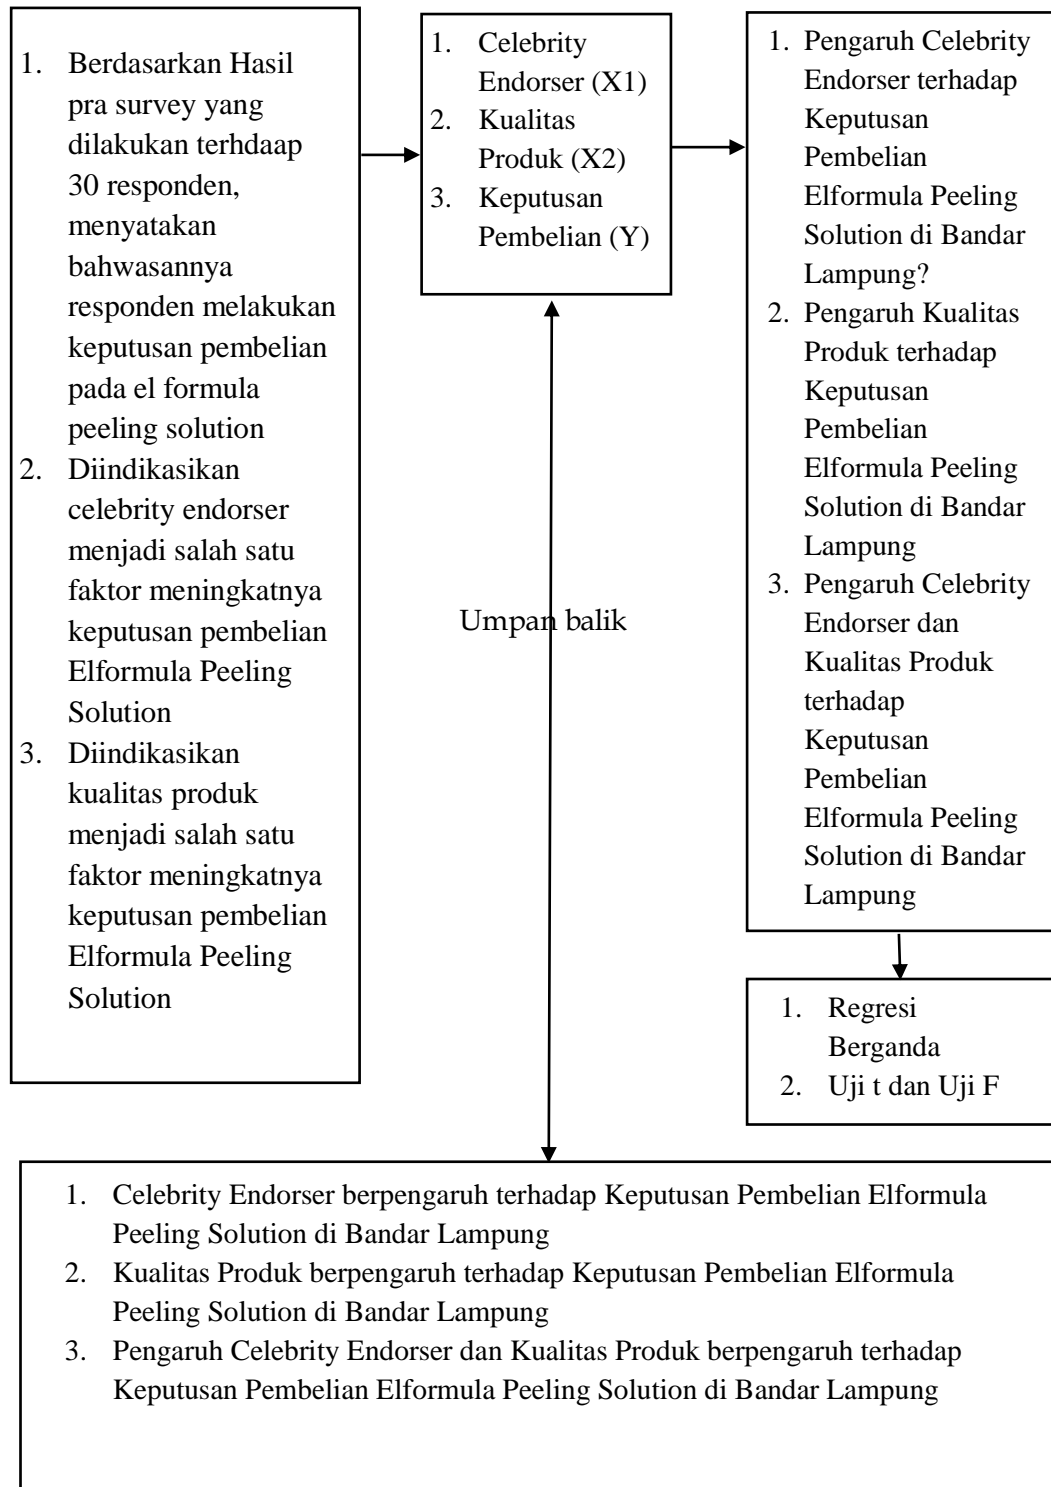 1. Berdasarkan Hasil
pra survey yang
dilakukan terhdaap
30 responden,
menyatakan
bahwasannya
responden melakukan
keputusan pembelian
pada el formula
peeling solution
2. Diindikasikan
celebrity endorser
menjadi salah satu
faktor meningkatnya
keputusan pembelian
Elformula Peeling
Solution
3. Diindikasikan
kualitas produk
menjadi salah satu
faktor meningkatnya
keputusan pembelian
Elformula Peeling
Solution
1. Celebrity
Endorser (X1)
2. Kualitas
Produk (X2)
3. Keputusan
Pembelian (Y)
1. Pengaruh Celebrity
Endorser terhadap
Keputusan
Pembelian
Elformula Peeling
Solution di Bandar
Lampung?
2. Pengaruh Kualitas
Produk terhadap
Keputusan
Pembelian
Elformula Peeling
Solution di Bandar
Lampung
3. Pengaruh Celebrity
Endorser dan
Kualitas Produk
terhadap
Keputusan
Pembelian
Elformula Peeling
Solution di Bandar
Lampung
Umpan balik
1. Regresi
Berganda
2. Uji t dan Uji F
1. Celebrity Endorser berpengaruh terhadap Keputusan Pembelian Elformula
Peeling Solution di Bandar Lampung
2. Kualitas Produk berpengaruh terhadap Keputusan Pembelian Elformula
Peeling Solution di Bandar Lampung
3. Pengaruh Celebrity Endorser dan Kualitas Produk berpengaruh terhadap
Keputusan Pembelian Elformula Peeling Solution di Bandar Lampung